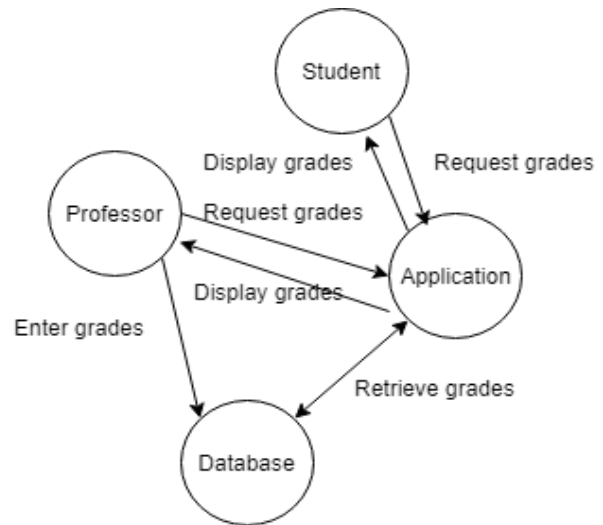 Student
Display grades
Request grades
Professor
Request grades
Application
Display grades
Enter grades
Retrieve grades
Database